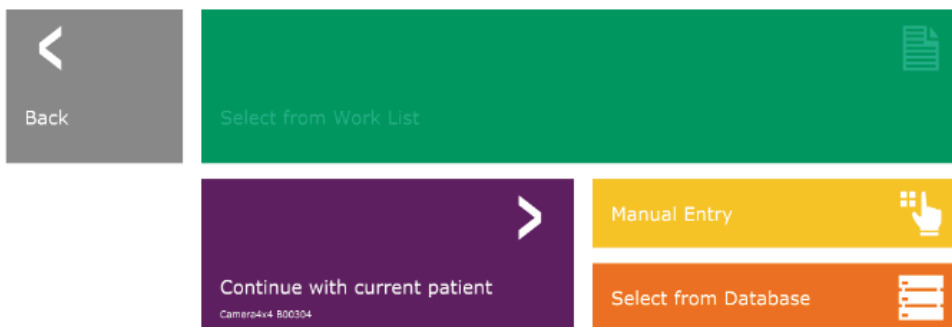 Back
Select from Work List
Continue with current patient
Camera4x4 B00304
Manual Entry
Select from Database